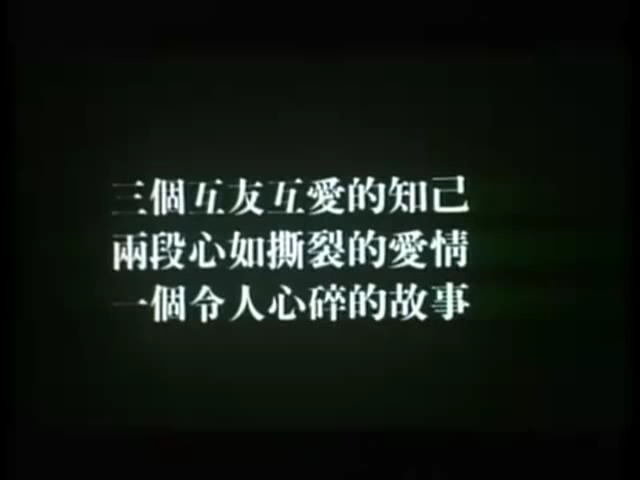 三個互友互愛的知己
兩段心如撕裂的愛情
一個令人心碎的故事